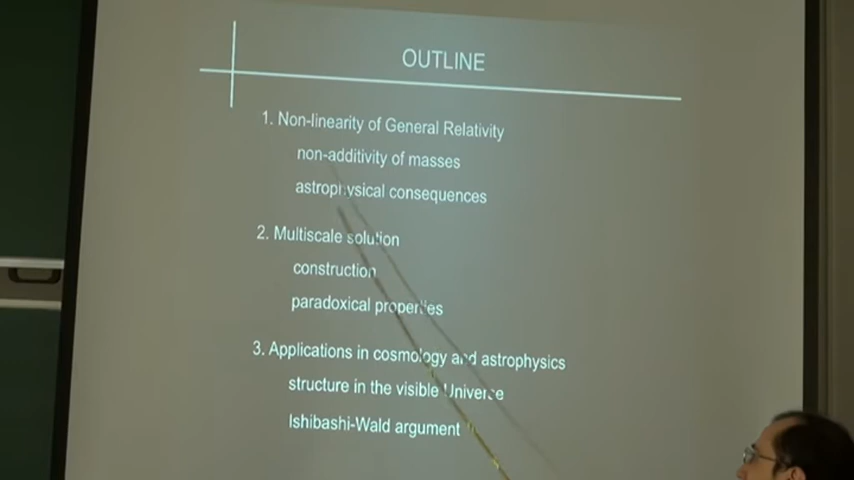 OUTLINE
1. Non-linearity of General Relativity
non-additivity of masses
astrophysical consequences
2. Multiscale solution
construction
paradoxical properties
3. Applications in cosmology and astrophysics
structure in the visible Universe
Ishibashi-Wald argument